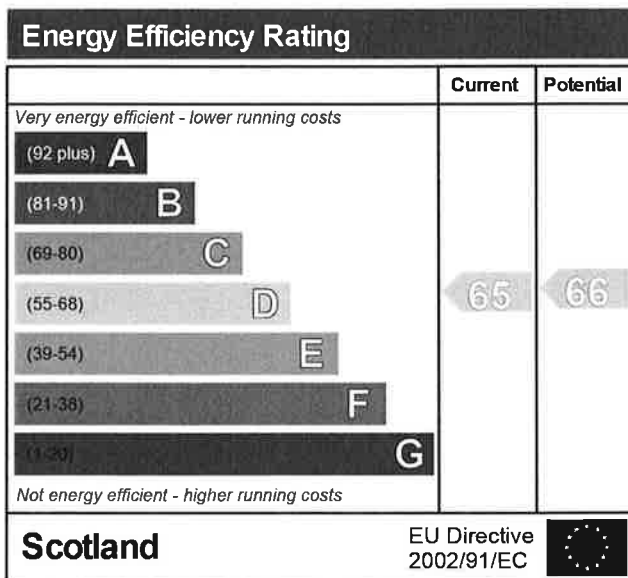 Energy Efficiency Rating
Current Potential
Very energy efficient - lower running costs
(92 plus) A
(81-91) B
(69-80) C
(55-68) D
65 66
(39-54) E
(21-38) F
(1-20) G
Not energy efficient - higher running costs
Scotland
EU Directive
2002/91/EC